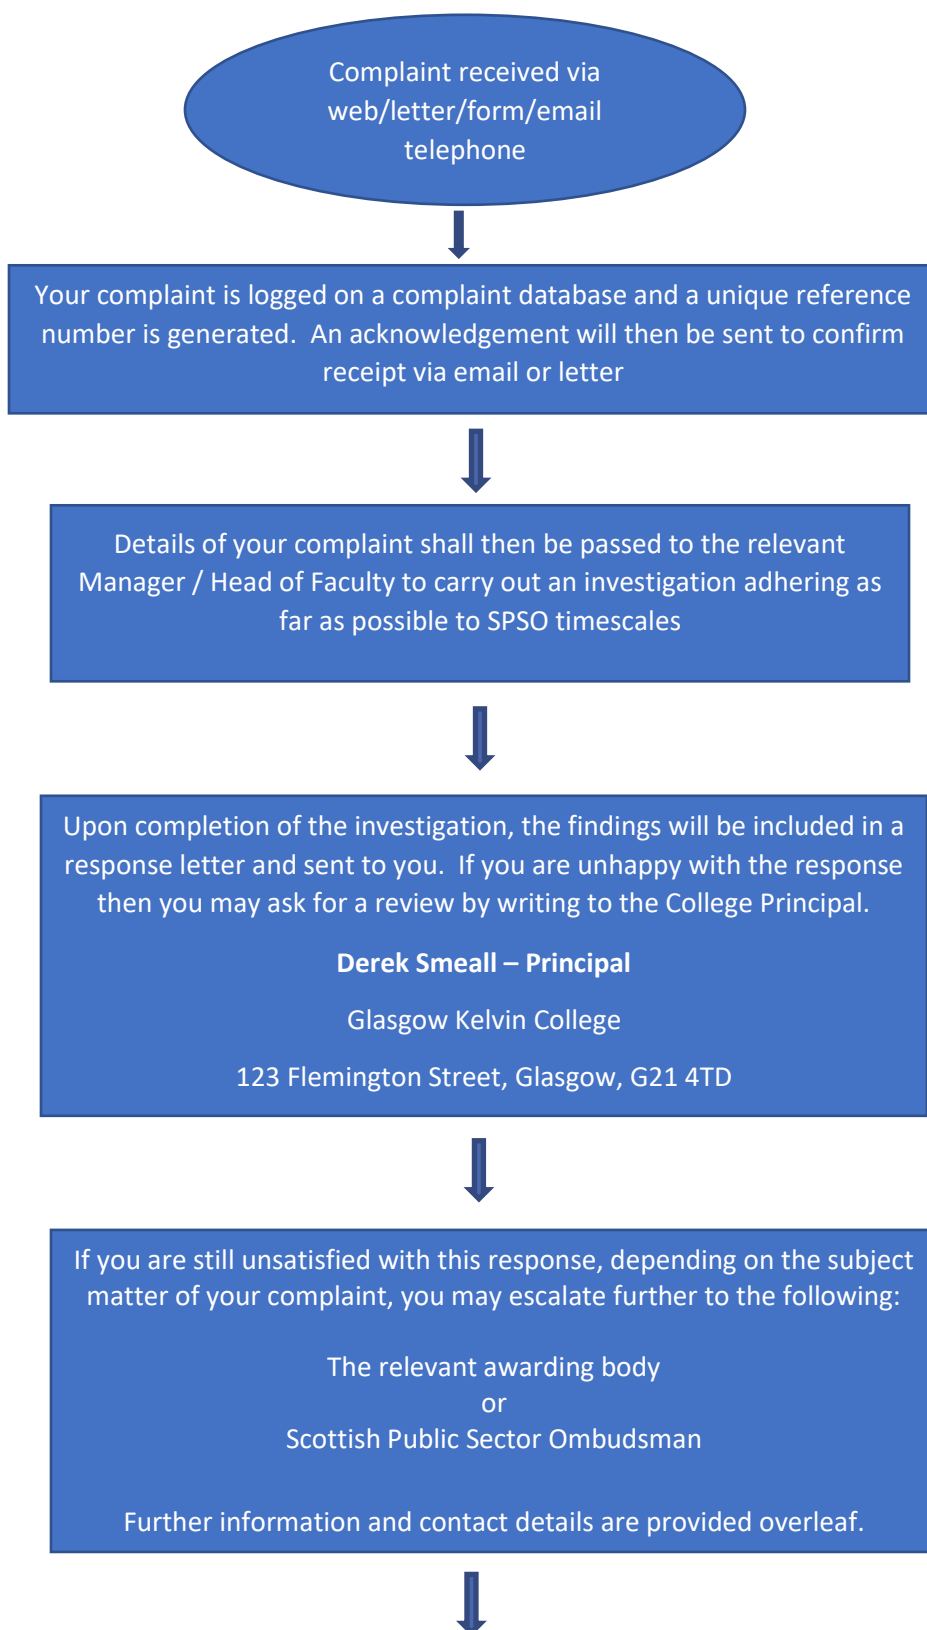 Complaint received via
web/letter/form/email
telephone
Your complaint is logged on a complaint database and a unique reference
number is generated.  An acknowledgement will then be sent to confirm
receipt via email or letter
Details of your complaint shall then be passed to the relevant
Manager / Head of Faculty to carry out an investigation adhering as
far as possible to SPSO timescales
Upon completion of the investigation, the findings will be included in a
response letter and sent to you.  If you are unhappy with the response
then you may ask for a review by writing to the College Principal.
Derek Smeall – Principal
Glasgow Kelvin College
123 Flemington Street, Glasgow, G21 4TD
If you are still unsatisfied with this response, depending on the subject
matter of your complaint, you may escalate further to the following:
The relevant awarding body
or
Scottish Public Sector Ombudsman
Further information and contact details are provided overleaf.